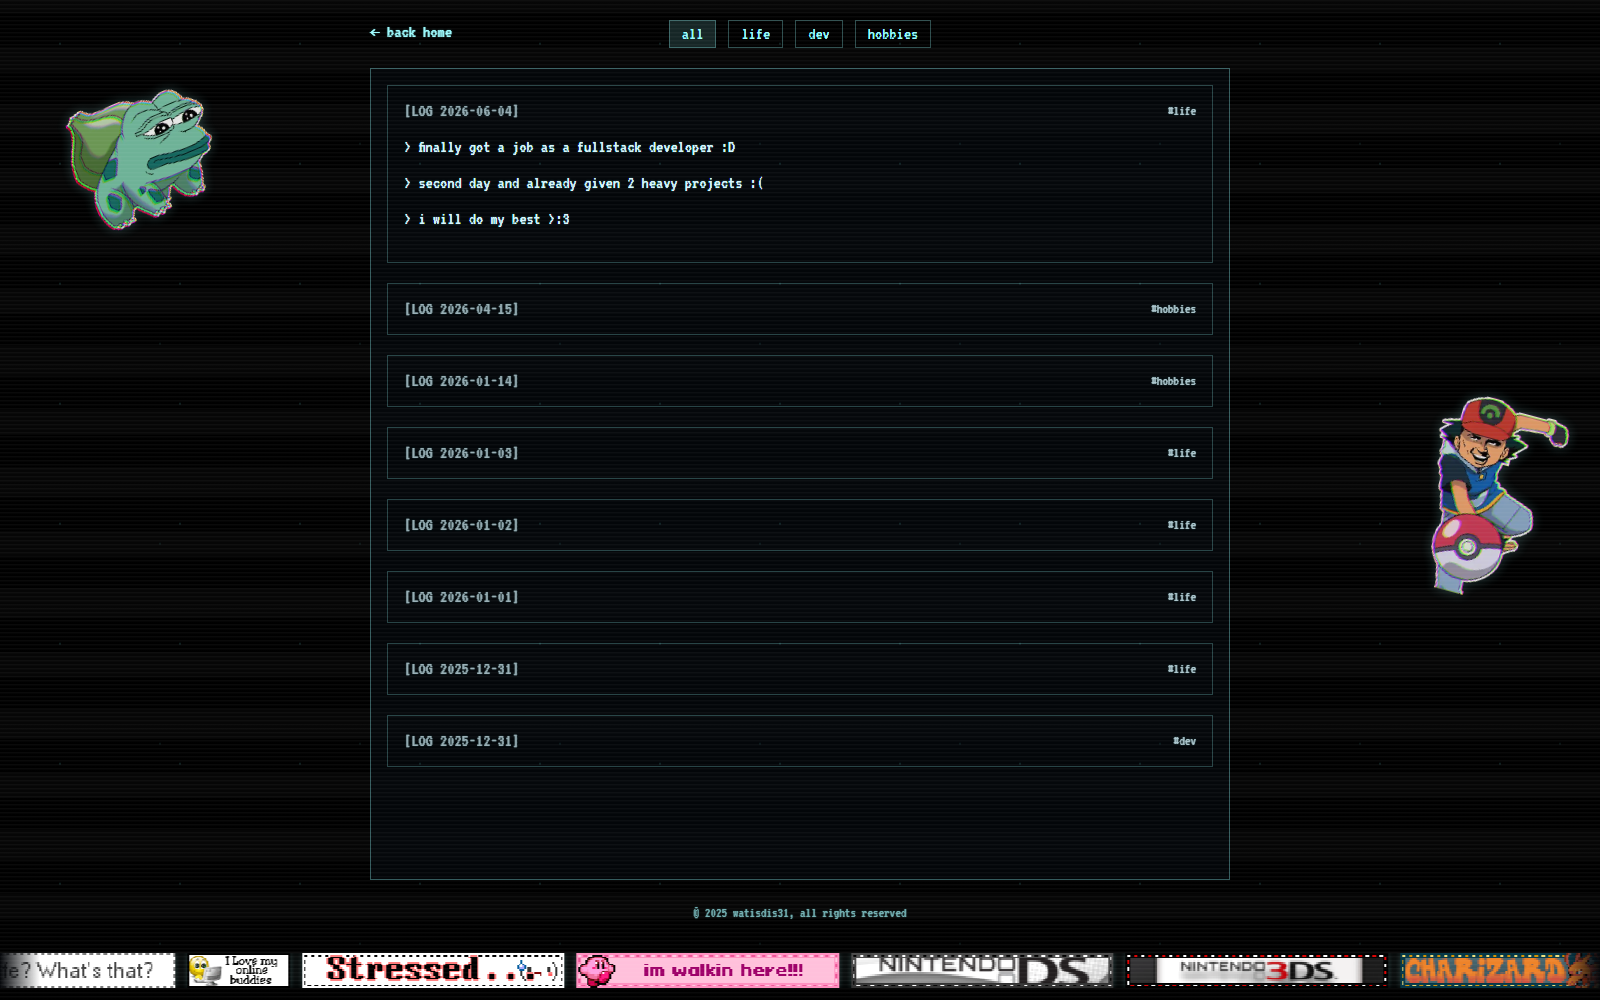 ← back home
all
life
dev
hobbies
[LOG 2026-06-04]
#life
> finally got a job as a fullstack developer :D
> second day and already given 2 heavy projects :(
> i will do my best >:3
[LOG 2026-04-15]
#hobbies
[LOG 2026-01-14]
#hobbies
[LOG 2026-01-03]
#life
[LOG 2026-01-02]
#life
[LOG 2026-01-01]
#life
[LOG 2025-12-31]
#life
[LOG 2025-12-31]
#dev
© 2025 watisdis31, all rights reserved
What's that?
I Love my
online
buddies
Stressed..
im walkin here!!!
NINTENDO DS
NINTENDO 3DS
CHARIZARD